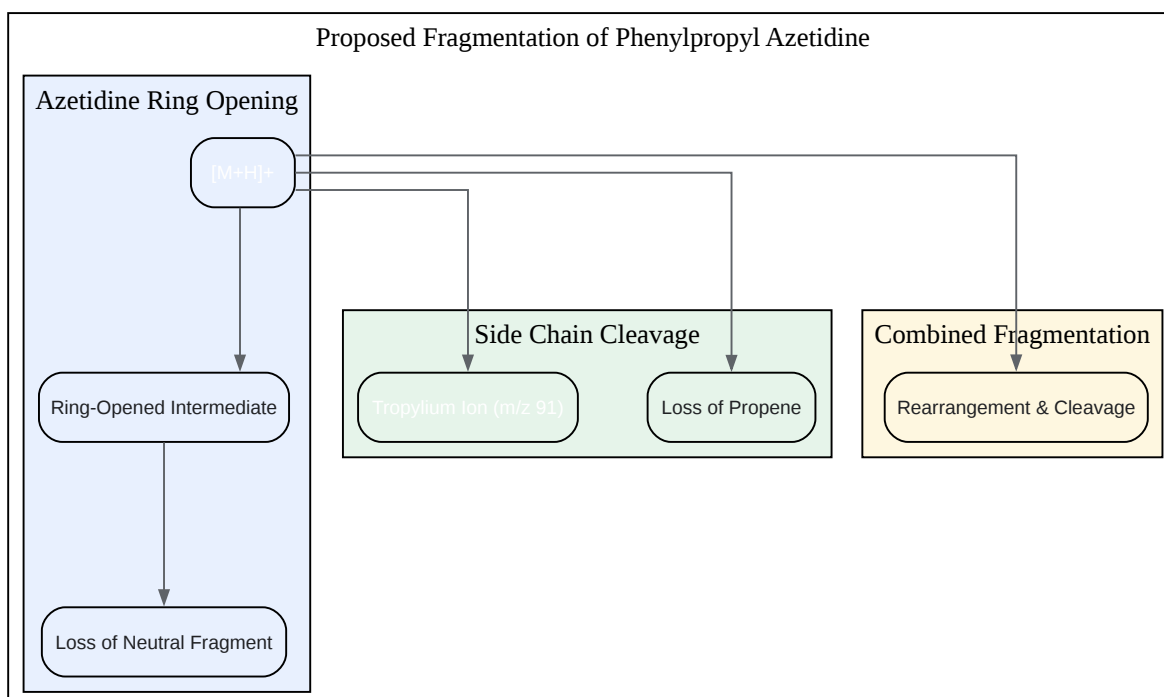 Proposed Fragmentation of Phenylpropyl Azetidine
Azetidine Ring Opening
[M+H]+
Side Chain Cleavage
Combined Fragmentation
Ring-Opened Intermediate
Tropylium Ion (m/z 91)
Loss of Propene
Rearrangement & Cleavage
Loss of Neutral Fragment